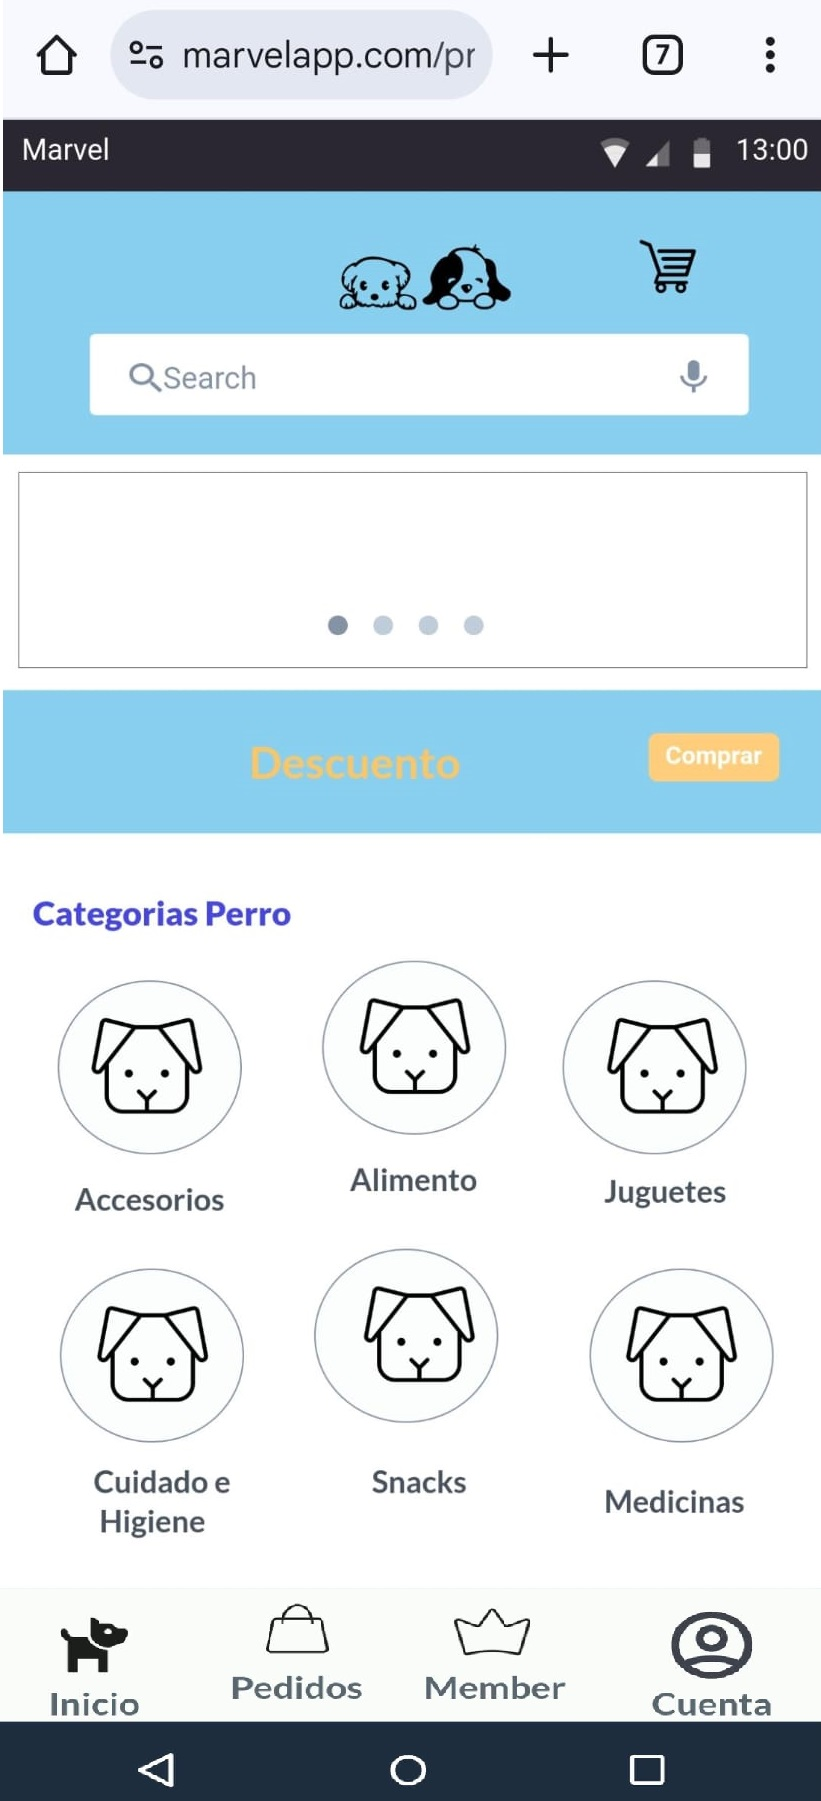 marvelapp.com/pr
7
Marvel
13:00
Search
Descuento
Comprar
Categorias Perro
Accesorios
Alimento
Juguetes
Cuidado e
Higiene
Snacks
Medicinas
Inicio
Pedidos
Member
Cuenta